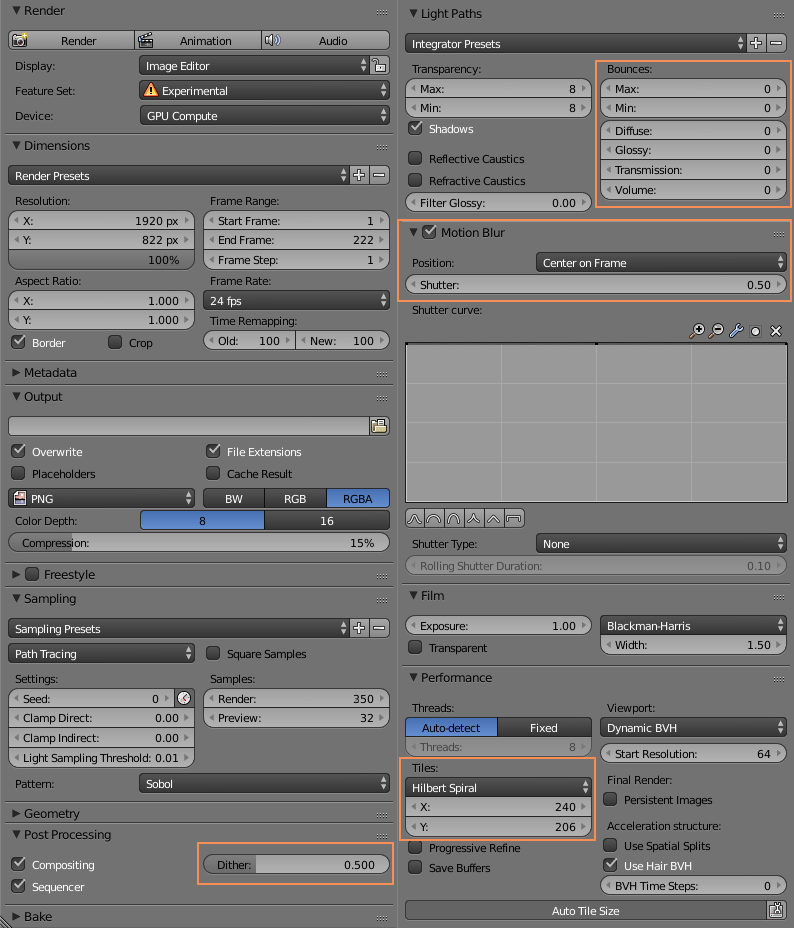 Render
Render Animation Audio
Display: Image Editor
Feature Set: Experimental
Device: GPU Compute
Dimensions
Render Presets
Resolution: Frame Range:
X: 1920 px Start Frame: 1
Y: 822 px End Frame: 222
100% Frame Step: 1
Aspect Ratio: Frame Rate:
X: 1.000 24 fps
Y: 1.000 Time Remapping:
Border Crop Old: 100 New: 100
Metadata
Output
Overwrite File Extensions
Placeholders Cache Result
PNG BW RGB RGBA
Color Depth: 8 16
Compression: 15%
Freestyle
Sampling
Sampling Presets
Path Tracing Square Samples
Settings: Samples:
Seed: 0 Render: 350
Clamp Direct: 0.00 Preview: 32
Clamp Indirect: 0.00
Light Sampling Threshold: 0.01
Pattern: Sobol
Geometry
Post Processing
Compositing Dither: 0.500
Sequencer
Bake
Light Paths
Integrator Presets
Transparency: Bounces:
Max: 8 Max: 0
Min: 8 Min: 0
Shadows Diffuse: 0
Glossy: 0
Reflective Caustics Transmission: 0
Refractive Caustics Volume: 0
Filter Glossy: 0.00
Motion Blur
Position: Center on Frame
Shutter: 0.50
Shutter curve:
Shutter Type: None
Rolling Shutter Duration: 0.10
Film
Exposure: 1.00 Blackman-Harris
Transparent Width: 1.50
Performance
Threads: Viewport:
Auto-detect Fixed Dynamic BVH
Threads: 8 Start Resolution: 64
Tiles: Final Render:
Hilbert Spiral Persistent Images
X: 240 Acceleration structure:
Y: 206 Use Spatial Splits
Progressive Refine Use Hair BVH
Save Buffers BVH Time Steps: 0
Auto Tile Size